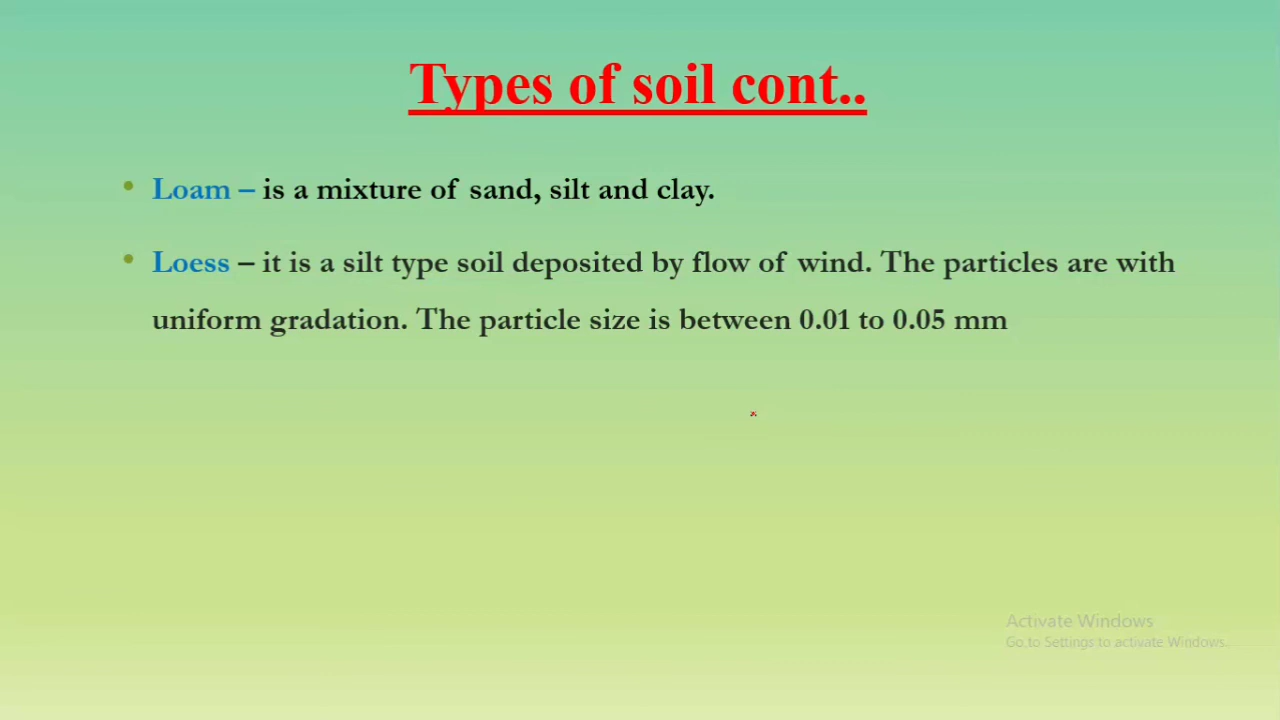 Types of soil cont..
• Loam – is a mixture of sand, silt and clay.
• Loess – it is a silt type soil deposited by flow of wind. The particles are with
uniform gradation. The particle size is between 0.01 to 0.05 mm
Activate Windows
Go to Settings to activate Windows.